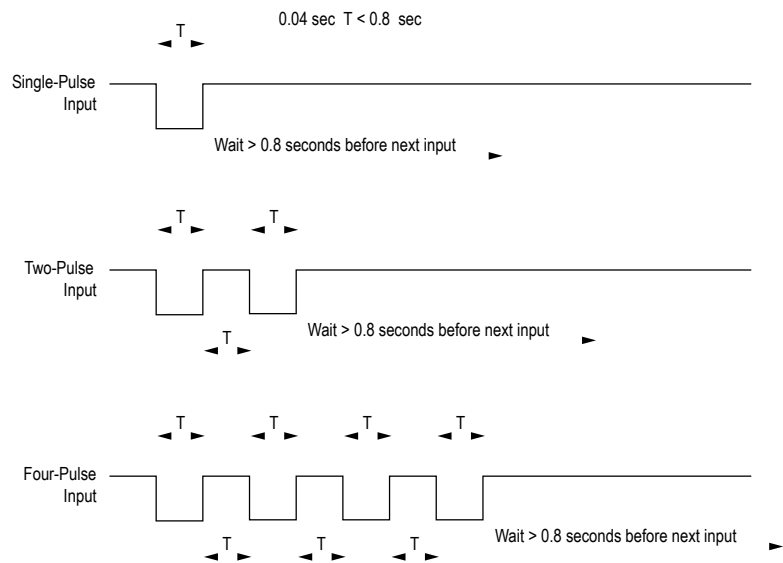 0.04 sec T < 0.8 sec
T
Single-Pulse
Input
Wait > 0.8 seconds before next input
T T
Two-Pulse
Input
T
Wait > 0.8 seconds before next input
T T T T
Four-Pulse
Input
T T T
Wait > 0.8 seconds before next input